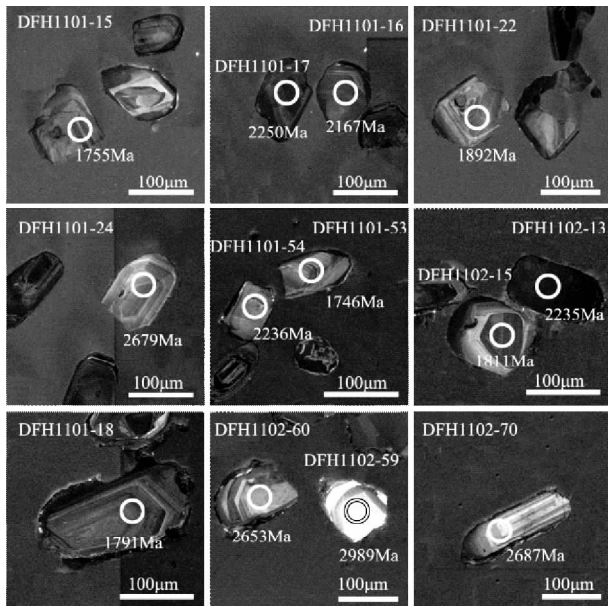 DFH1101-15
1755Ma
100μm
DFH1101-16
DFH1101-17
2250Ma
2167Ma
100μm
DFH1101-22
1892Ma
100μm
DFH1101-24
2679Ma
100μm
DFH1101-53
DFH1101-54
1746Ma
2236Ma
100μm
DFH1102-13
DFH1102-15
2235Ma
1811Ma
100μm
DFH1101-18
1791Ma
100μm
DFH1102-60
DFH1102-59
2653Ma
2989Ma
100μm
DFH1102-70
2687Ma
100μm